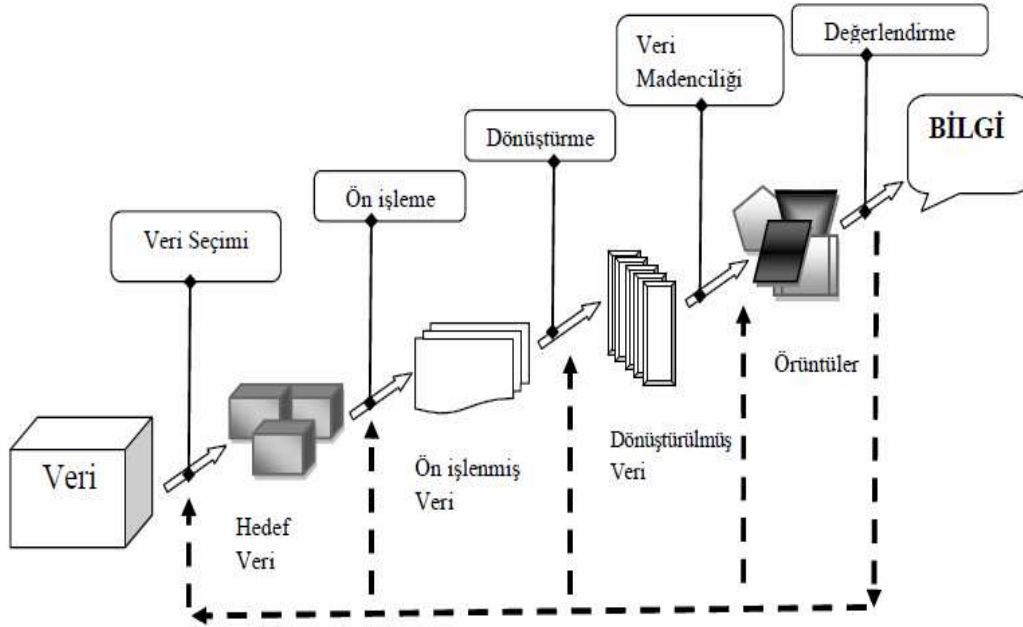 Değerlendirme
Veri
Madenciliği
BİLGİ
Dönüştürme
Ön işleme
Veri Seçimi
Örüntüler
Dönüştürülmüş
Veri
Ön işlenmiş
Veri
Veri
Hedef
Veri